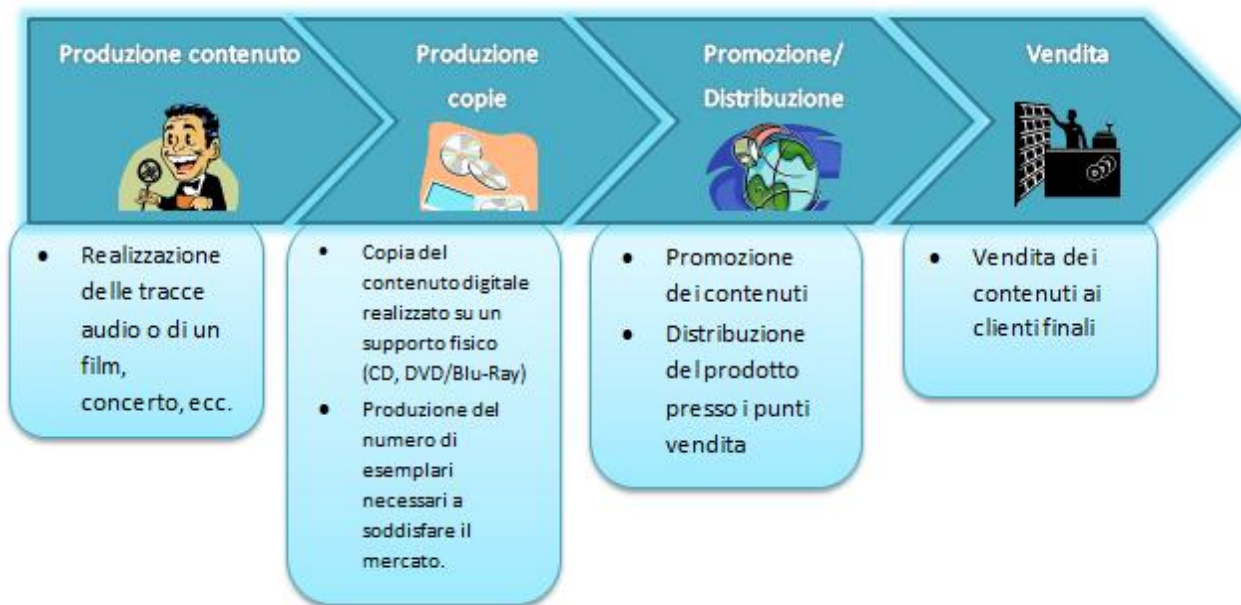 Produzione contenuto
Produzione
copie
Promozione/
Distribuzione
Vendita
• Realizzazione
delle tracce
audio o di un
film,
concerto, ecc.
• Copia del
contenuto digitale
realizzato su un
supporto fisico
(CD, DVD/Blu-Ray)
• Produzione del
numero di
esemplari
necessari a
soddisfare il
mercato.
• Promozione
dei contenuti
• Distribuzione
del prodotto
presso i punti
vendita
• Vendita dei
contenuti ai
clienti finali